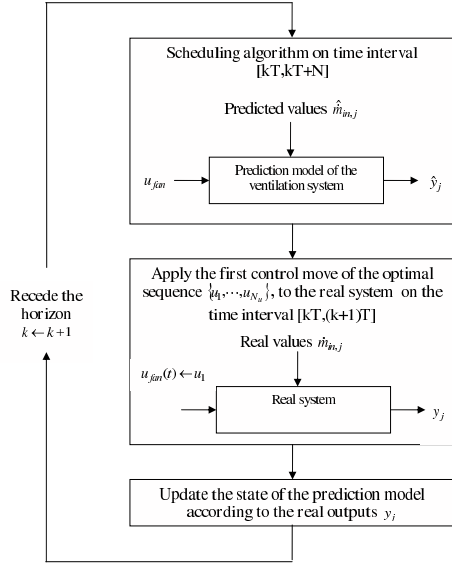 Scheduling algorithm on time interval
[kT,kT+N]
Predicted values $\hat{\dot{m}}_{in,j}$
Prediction model of the
ventilation system
$u_{fan}$
$\hat{y}_j$
Apply the first control move of the optimal
sequence $\{u_1,\cdots,u_{N_u}\}$, to the real system on the
time interval [kT,(k+1)T]
Real values $\dot{m}_{in,j}$
$u_{fan}(t) \leftarrow u_1$
Real system
$y_j$
Update the state of the prediction model
according to the real outputs $y_j$
Recede the
horizon
$k \leftarrow k+1$